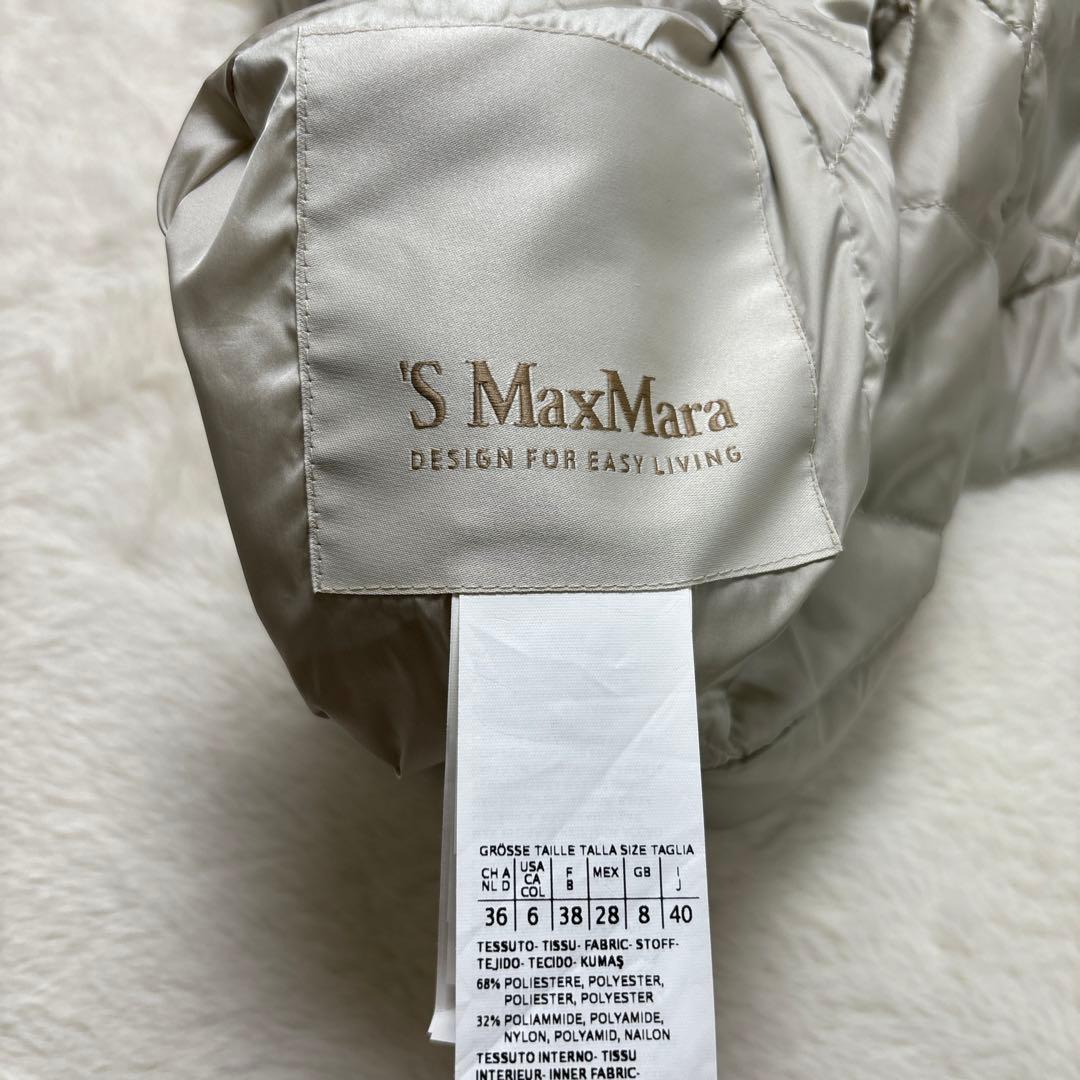 'S MaxMara
DESIGN FOR EASY LIVING
GRÖSSE TAILLE TALLA SIZE TAGLIA
CH A NL D USA CA COL F B MEX GB I J
36 6 38 28 8 40
TESSUTO- TISSU- FABRIC- STOFF-
TEJIDO- TECIDO- KUMAŞ
68% POLIESTERE, POLYESTER,
POLIESTER, POLYESTER
32% POLIAMMIDE, POLYAMIDE,
NYLON, POLYAMID, NAILON
TESSUTO INTERNO- TISSU
INTERIEUR- INNER FABRIC-